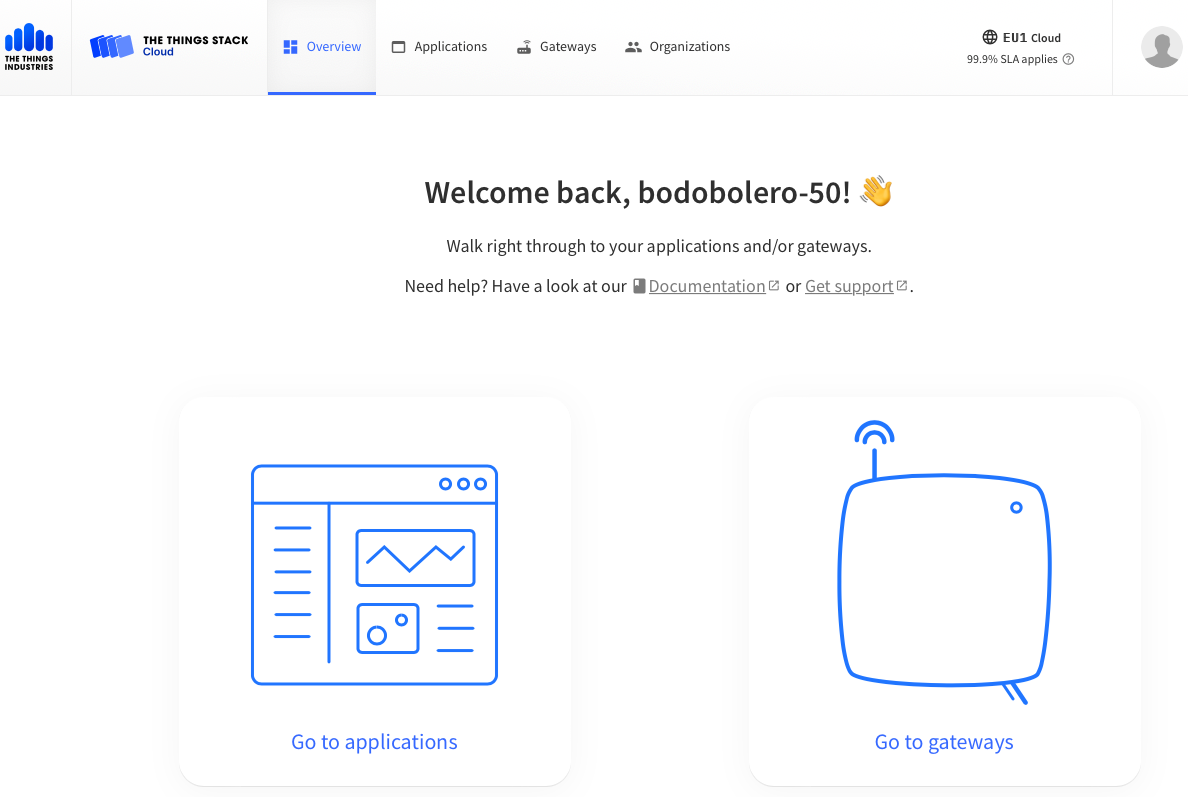 THE THINGS
INDUSTRIES
THE THINGS STACK
Cloud
Overview
Applications
Gateways
Organizations
EU1 Cloud
99.9% SLA applies
Welcome back, bodobolero-50! 👋
Walk right through to your applications and/or gateways.
Need help? Have a look at our Documentation or Get support.
Go to applications
Go to gateways